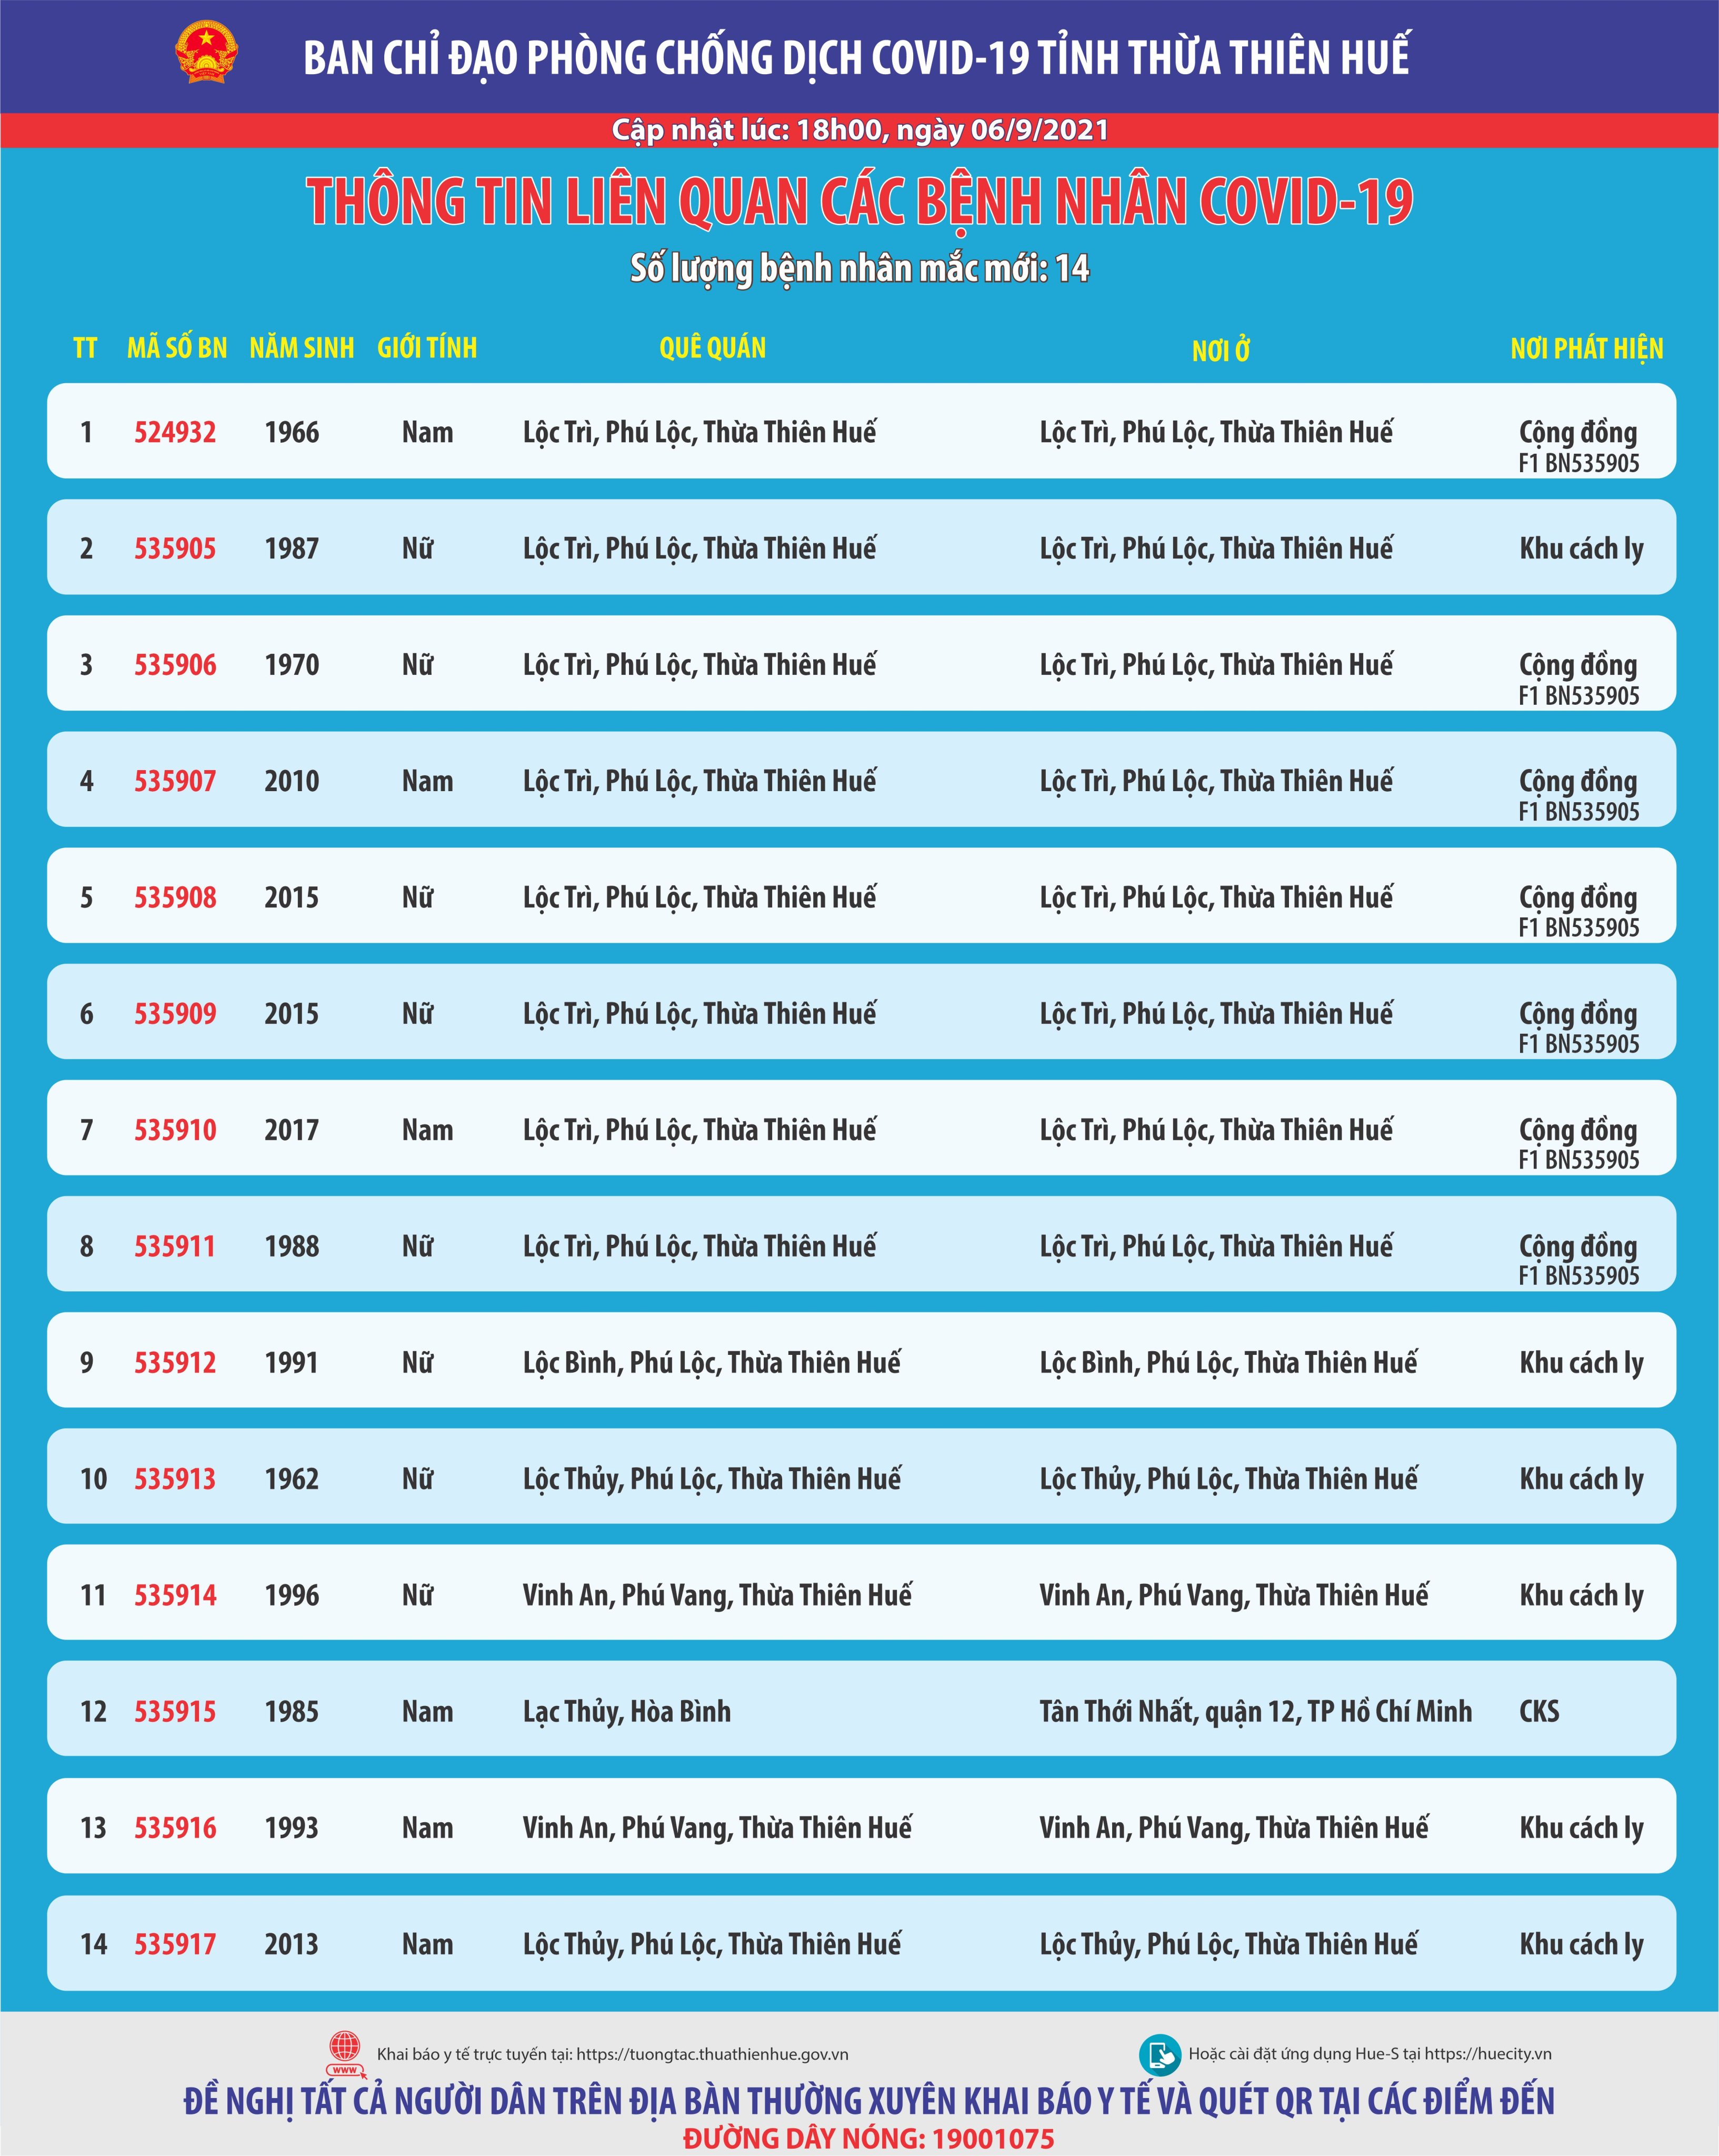 BAN CHỈ ĐẠO PHÒNG CHỐNG DỊCH COVID-19 TỈNH THỪA THIÊN HUẾ
Cập nhật lúc: 18h00, ngày 06/9/2021
THÔNG TIN LIÊN QUAN CÁC BỆNH NHÂN COVID-19
Số lượng bệnh nhân mắc mới: 14
TT MÃ SỐ BN NĂM SINH GIỚI TÍNH QUÊ QUÁN NƠI Ở NƠI PHÁT HIỆN
1 524932 1966 Nam Lộc Trì, Phú Lộc, Thừa Thiên Huế Lộc Trì, Phú Lộc, Thừa Thiên Huế Cộng đồng
F1 BN535905
2 535905 1987 Nữ Lộc Trì, Phú Lộc, Thừa Thiên Huế Lộc Trì, Phú Lộc, Thừa Thiên Huế Khu cách ly
3 535906 1970 Nữ Lộc Trì, Phú Lộc, Thừa Thiên Huế Lộc Trì, Phú Lộc, Thừa Thiên Huế Cộng đồng
F1 BN535905
4 535907 2010 Nam Lộc Trì, Phú Lộc, Thừa Thiên Huế Lộc Trì, Phú Lộc, Thừa Thiên Huế Cộng đồng
F1 BN535905
5 535908 2015 Nữ Lộc Trì, Phú Lộc, Thừa Thiên Huế Lộc Trì, Phú Lộc, Thừa Thiên Huế Cộng đồng
F1 BN535905
6 535909 2015 Nữ Lộc Trì, Phú Lộc, Thừa Thiên Huế Lộc Trì, Phú Lộc, Thừa Thiên Huế Cộng đồng
F1 BN535905
7 535910 2017 Nam Lộc Trì, Phú Lộc, Thừa Thiên Huế Lộc Trì, Phú Lộc, Thừa Thiên Huế Cộng đồng
F1 BN535905
8 535911 1988 Nữ Lộc Trì, Phú Lộc, Thừa Thiên Huế Lộc Trì, Phú Lộc, Thừa Thiên Huế Cộng đồng
F1 BN535905
9 535912 1991 Nữ Lộc Bình, Phú Lộc, Thừa Thiên Huế Lộc Bình, Phú Lộc, Thừa Thiên Huế Khu cách ly
10 535913 1962 Nữ Lộc Thủy, Phú Lộc, Thừa Thiên Huế Lộc Thủy, Phú Lộc, Thừa Thiên Huế Khu cách ly
11 535914 1996 Nữ Vinh An, Phú Vang, Thừa Thiên Huế Vinh An, Phú Vang, Thừa Thiên Huế Khu cách ly
12 535915 1985 Nam Lạc Thủy, Hòa Bình Tân Thới Nhất, quận 12, TP Hồ Chí Minh CKS
13 535916 1993 Nam Vinh An, Phú Vang, Thừa Thiên Huế Vinh An, Phú Vang, Thừa Thiên Huế Khu cách ly
14 535917 2013 Nam Lộc Thủy, Phú Lộc, Thừa Thiên Huế Lộc Thủy, Phú Lộc, Thừa Thiên Huế Khu cách ly
WWW Khai báo y tế trực tuyến tại: https://tuongtac.thuathienhue.gov.vn Hoặc cài đặt ứng dụng Hue-S tại https://huecity.vn
ĐỀ NGHỊ TẤT CẢ NGƯỜI DÂN TRÊN ĐỊA BÀN THƯỜNG XUYÊN KHAI BÁO Y TẾ VÀ QUÉT QR TẠI CÁC ĐIỂM ĐẾN
ĐƯỜNG DÂY NÓNG: 19001075